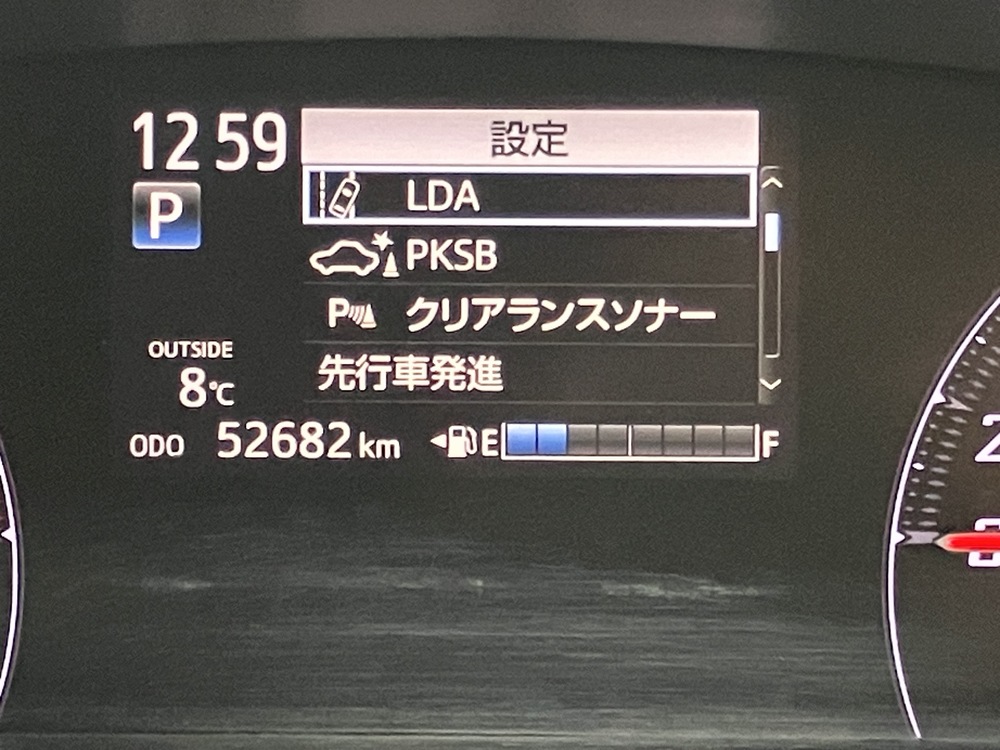 12 59
設定
P
LDA
PKSB
P クリアランスソナー
OUTSIDE
8℃
先行車発進
ODO 52682 km E F
2